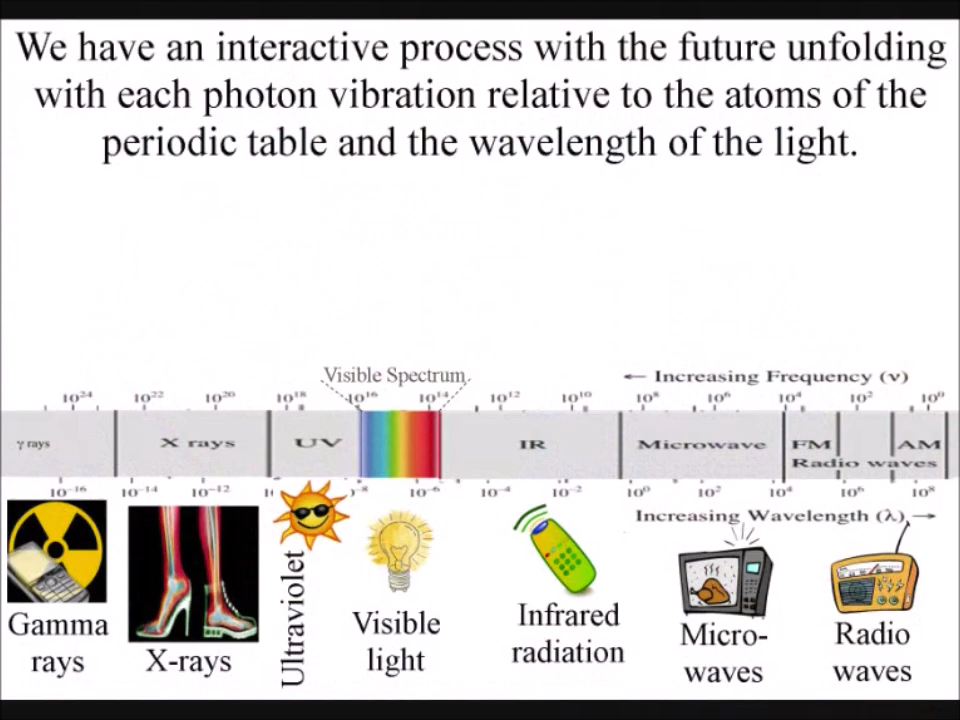 We have an interactive process with the future unfolding
with each photon vibration relative to the atoms of the
periodic table and the wavelength of the light.
Visible Spectrum
← Increasing Frequency (ν)
10²⁴ 10²² 10²⁰ 10¹⁸ 10¹⁶ 10¹⁴ 10¹² 10¹⁰ 10⁸ 10⁶ 10⁴ 10² 10⁰
γ rays X rays UV IR Microwave FM AM
Radio waves
10⁻¹⁶ 10⁻¹⁴ 10⁻¹² 10⁻⁶ 10⁻⁴ 10⁻² 10⁰ 10² 10⁴ 10⁶ 10⁸
Increasing Wavelength (λ) →
Gamma
rays
X-rays
Ultraviolet
Visible
light
Infrared
radiation
Micro-
waves
Radio
waves